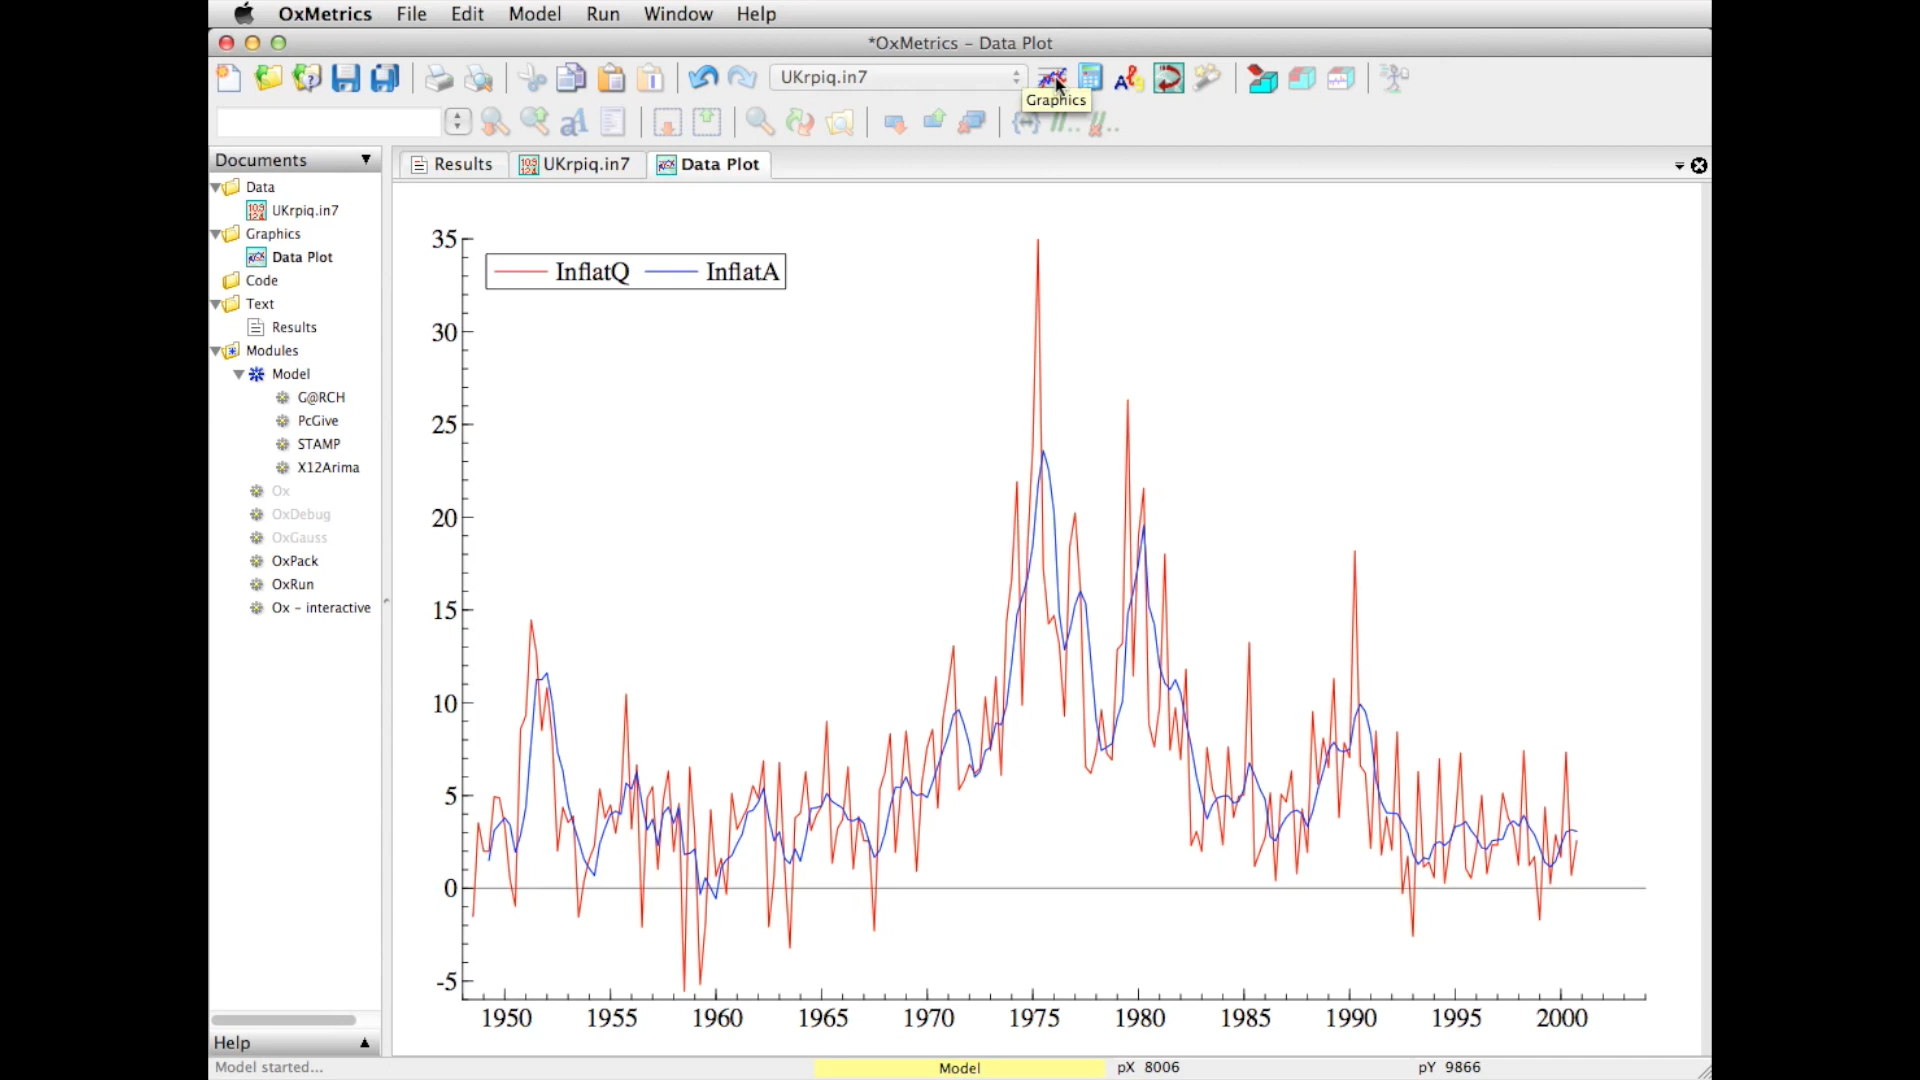 OxMetrics File Edit Model Run Window Help
*OxMetrics – Data Plot
UKrpiq.in7
Graphics
Documents
Results UKrpiq.in7 Data Plot
Data
UKrpiq.in7
Graphics
Data Plot
Code
Text
Results
Modules
Model
G@RCH
PcGive
STAMP
X12Arima
Ox
OxDebug
OxGauss
OxPack
OxRun
Ox – interactive
InflatQ InflatA
35
30
25
20
15
10
5
0
-5
1950 1955 1960 1965 1970 1975 1980 1985 1990 1995 2000
Help
Model started...
Model
pX 8006
pY 9866